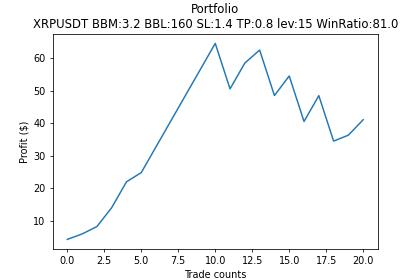 Portfolio
XRPUSDT BBM:3.2 BBL:160 SL:1.4 TP:0.8 lev:15 WinRatio:81.0
60
50
40
30
20
10
Profit ($)
0.0 2.5 5.0 7.5 10.0 12.5 15.0 17.5 20.0
Trade counts